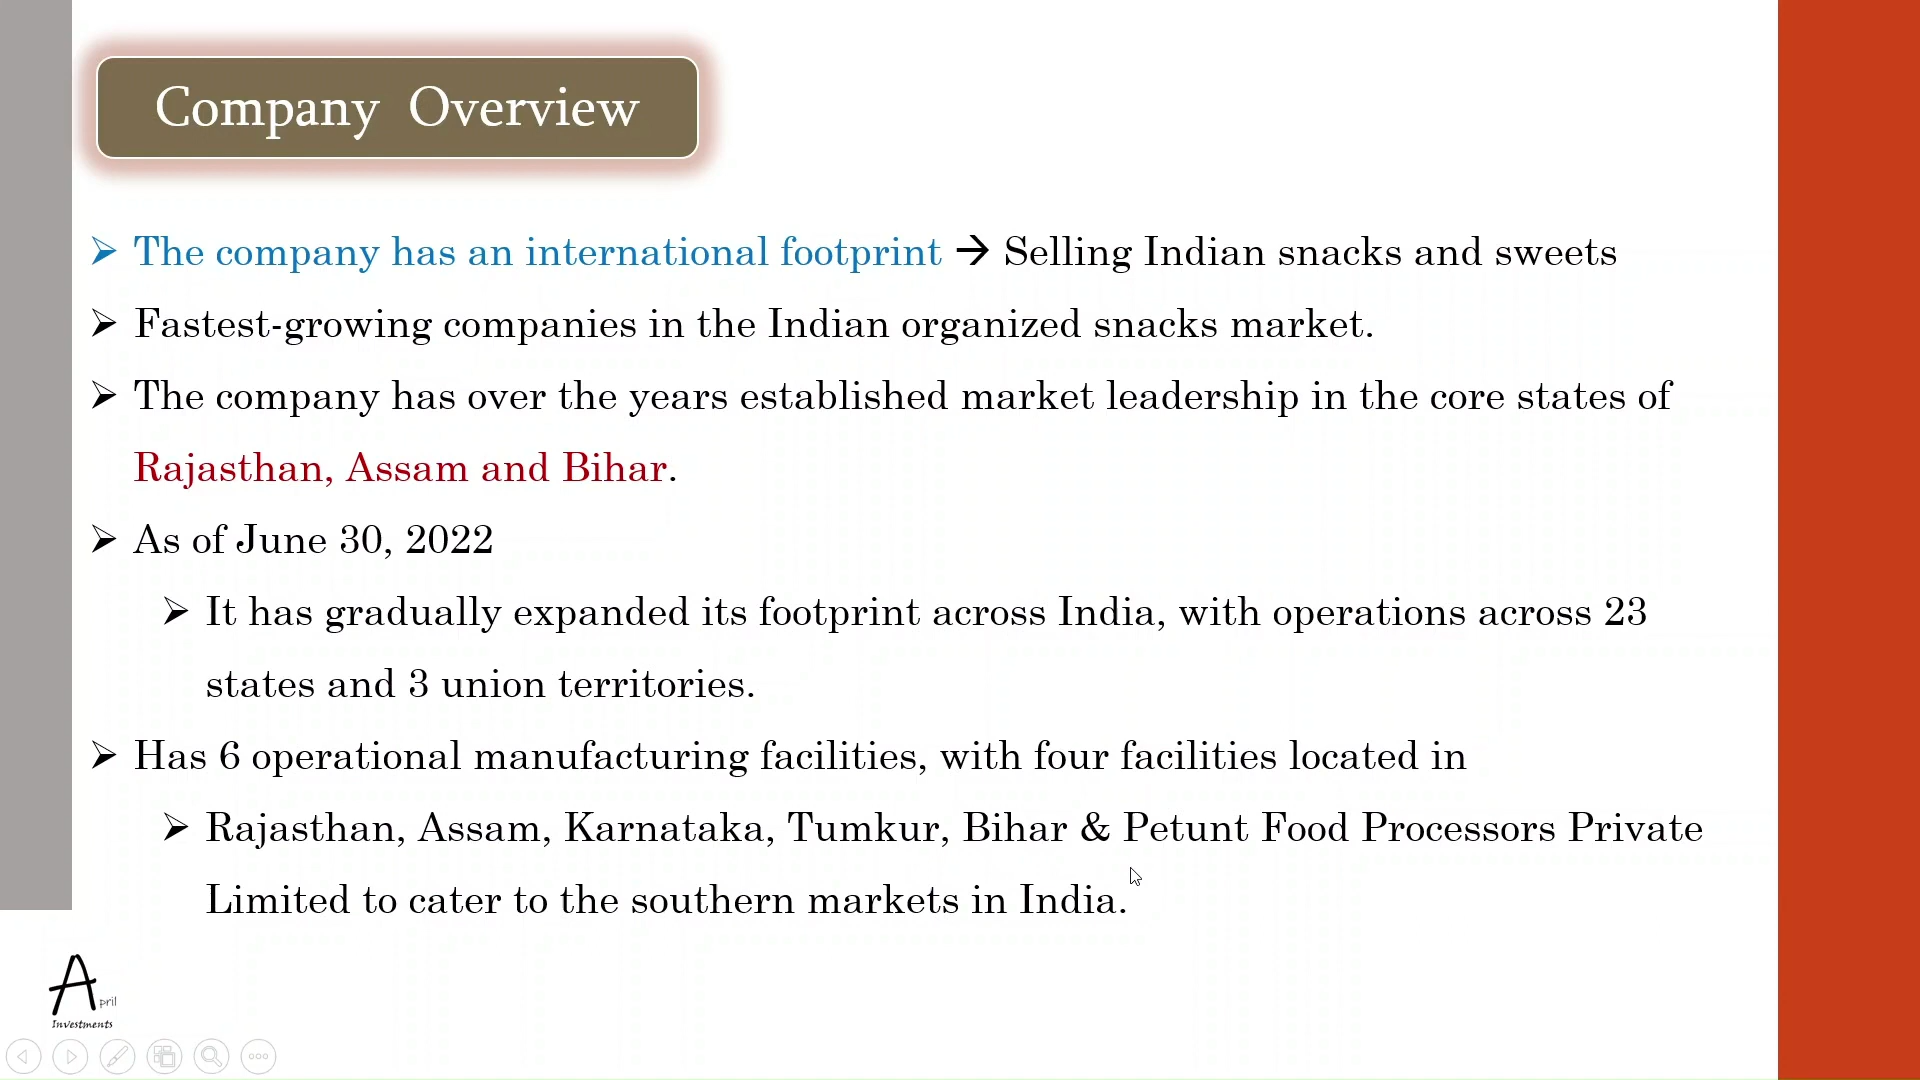 Company Overview
➢ The company has an international footprint → Selling Indian snacks and sweets
➢ Fastest-growing companies in the Indian organized snacks market.
➢ The company has over the years established market leadership in the core states of
Rajasthan, Assam and Bihar.
➢ As of June 30, 2022
➢ It has gradually expanded its footprint across India, with operations across 23
states and 3 union territories.
➢ Has 6 operational manufacturing facilities, with four facilities located in
➢ Rajasthan, Assam, Karnataka, Tumkur, Bihar & Petunt Food Processors Private
Limited to cater to the southern markets in India.
April
Investments